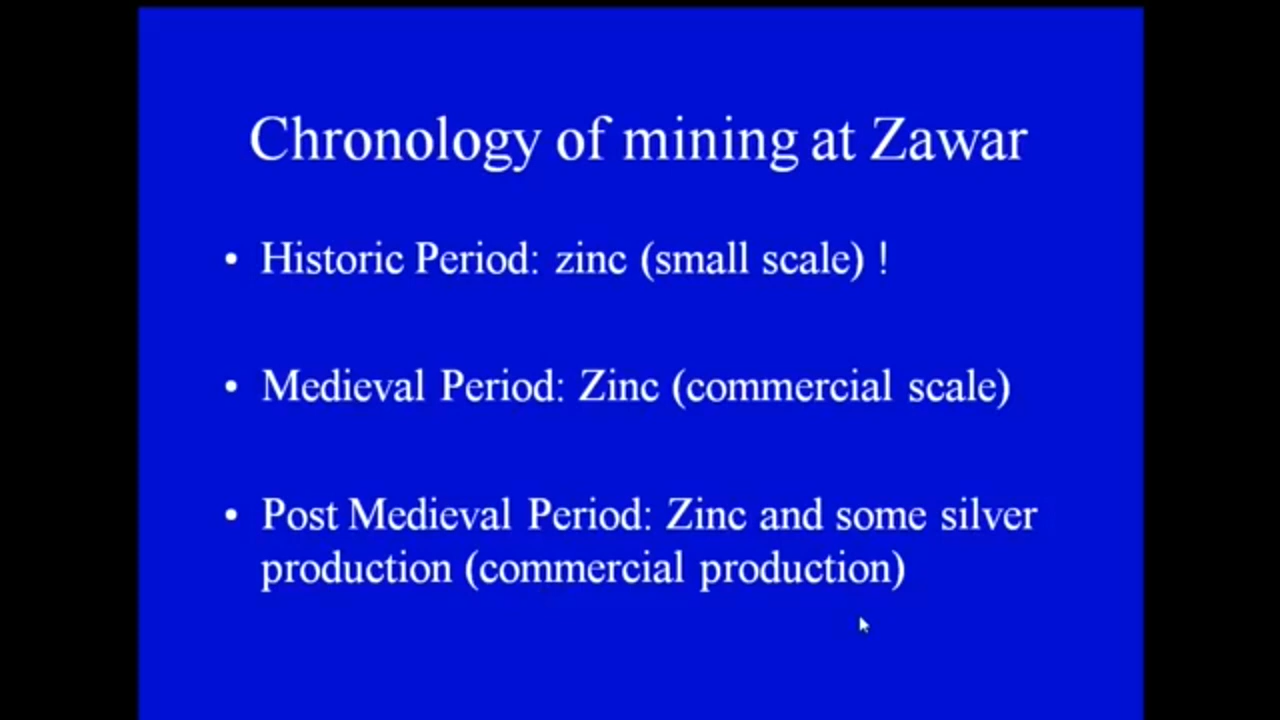 Chronology of mining at Zawar
• Historic Period: zinc (small scale) !
• Medieval Period: Zinc (commercial scale)
• Post Medieval Period: Zinc and some silver
production (commercial production)